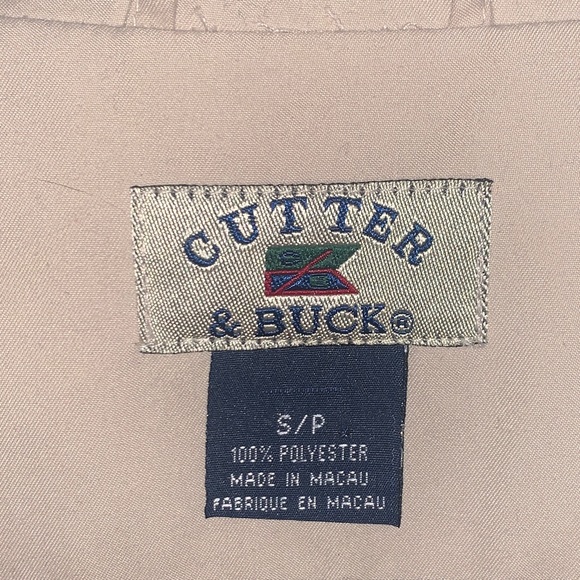 CUTTER
& BUCK®
S/P
100% POLYESTER
MADE IN MACAU
FABRIQUE EN MACAU